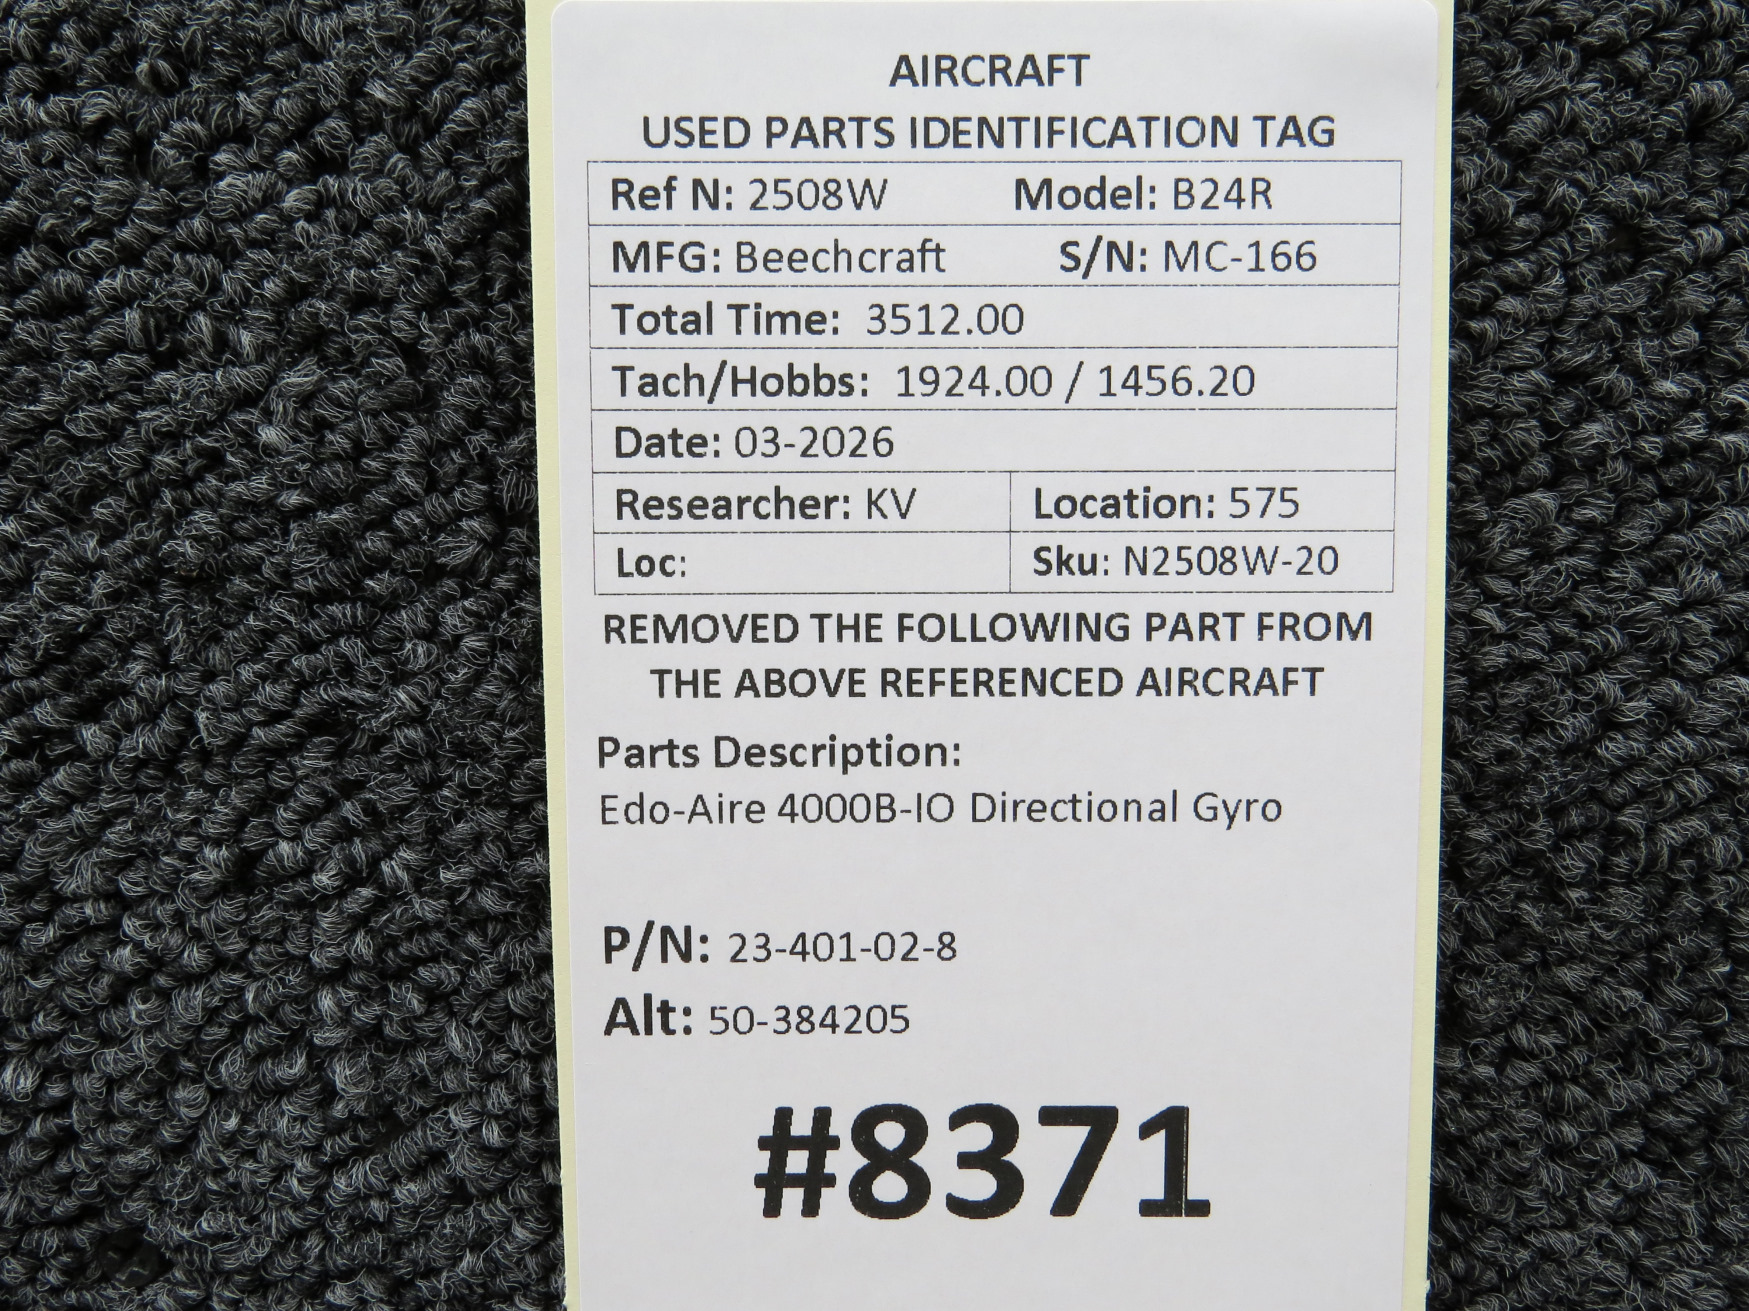 AIRCRAFT
USED PARTS IDENTIFICATION TAG
Ref N: 2508W Model: B24R
MFG: Beechcraft S/N: MC-166
Total Time: 3512.00
Tach/Hobbs: 1924.00 / 1456.20
Date: 03-2026
Researcher: KV Location: 575
Loc: Sku: N2508W-20
REMOVED THE FOLLOWING PART FROM
THE ABOVE REFERENCED AIRCRAFT
Parts Description:
Edo-Aire 4000B-IO Directional Gyro
P/N: 23-401-02-8
Alt: 50-384205
#8371